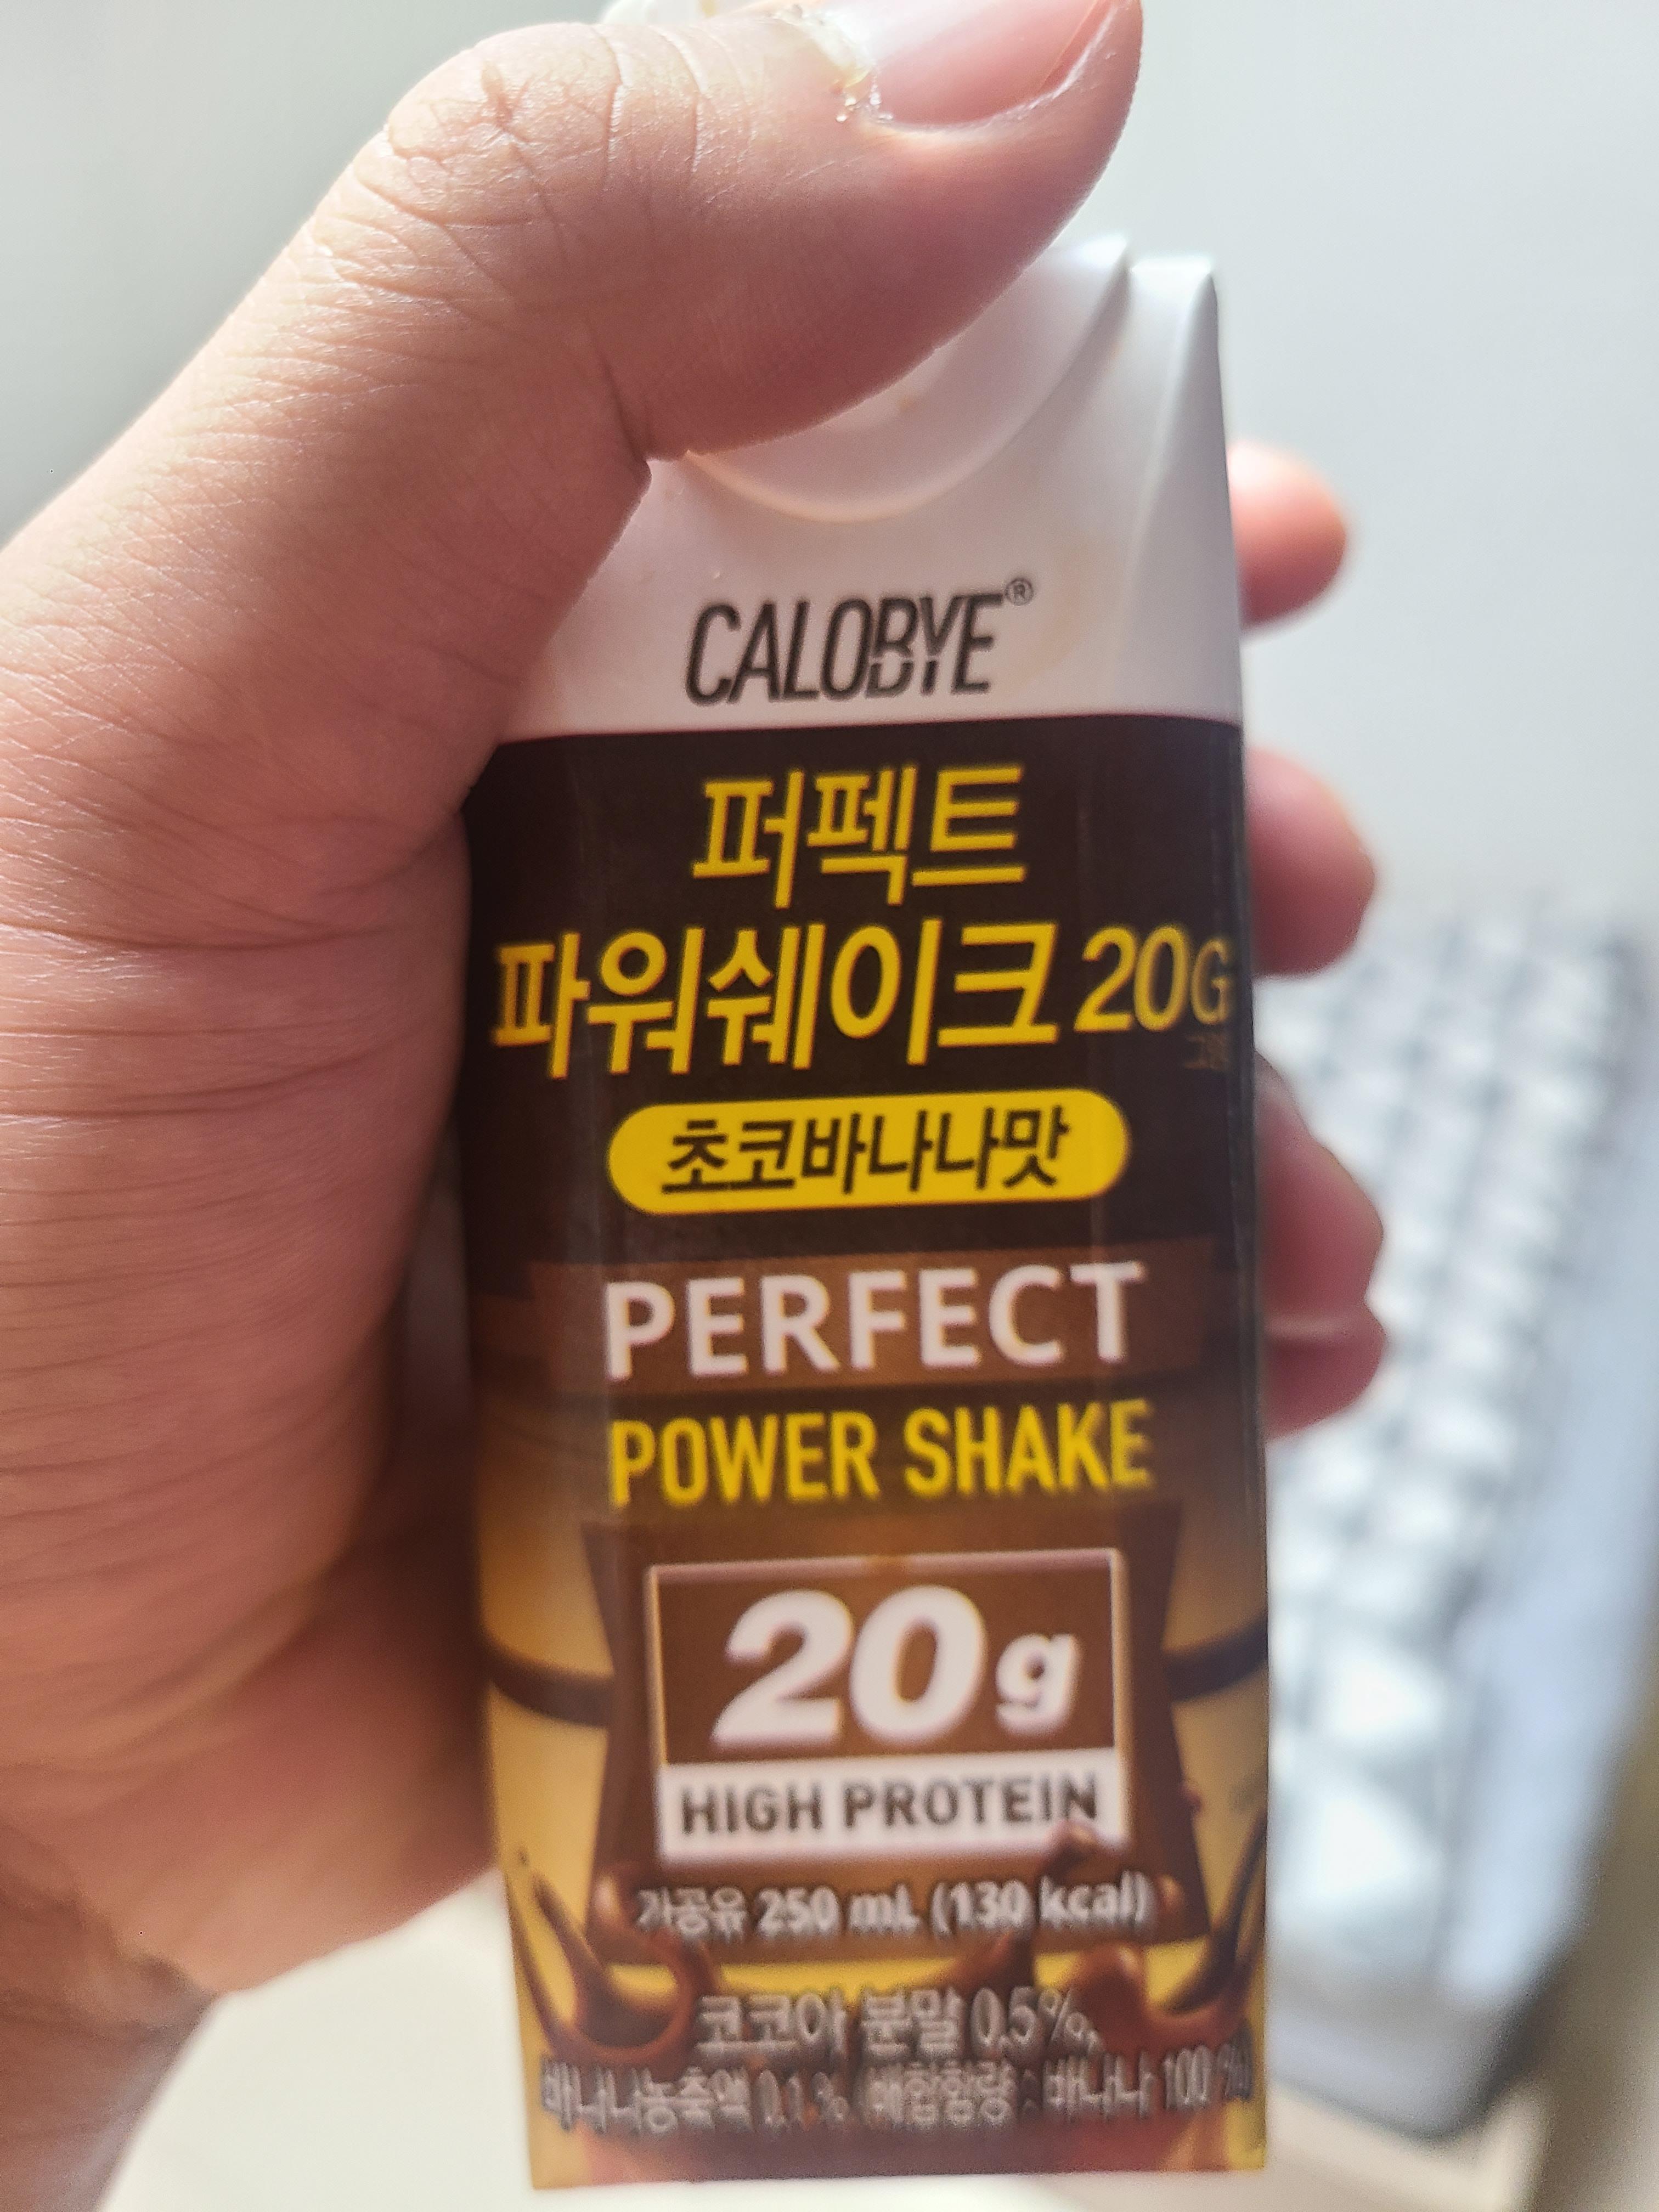 CALOBYE®
퍼펙트
파워쉐이크 20G
초코바나나맛
PERFECT
POWER SHAKE
20g
HIGH PROTEIN
가공유 250 mL (130 kcal)
코코아 분말 0.5%,
바나나농축액 0.1% 배합함량 : 바나나 100%